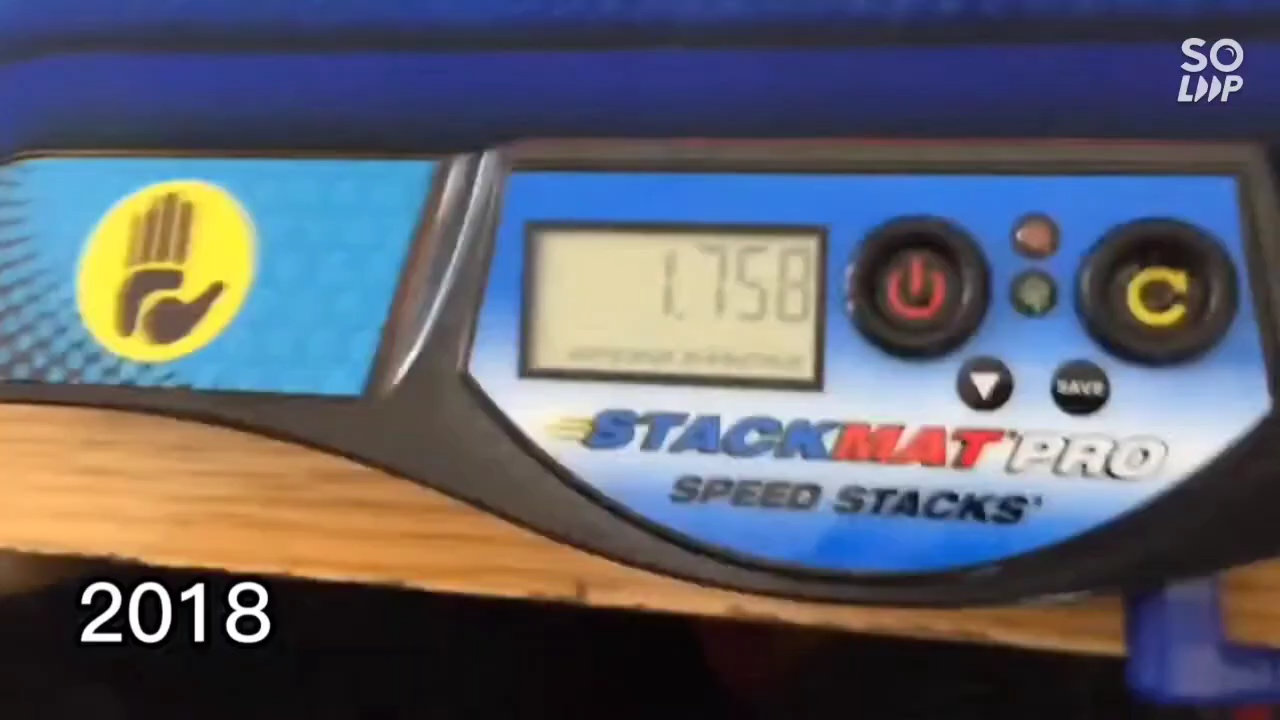 SO
LOOP
1.758
SAVE
STACKMAT PRO
SPEED STACKS
2018